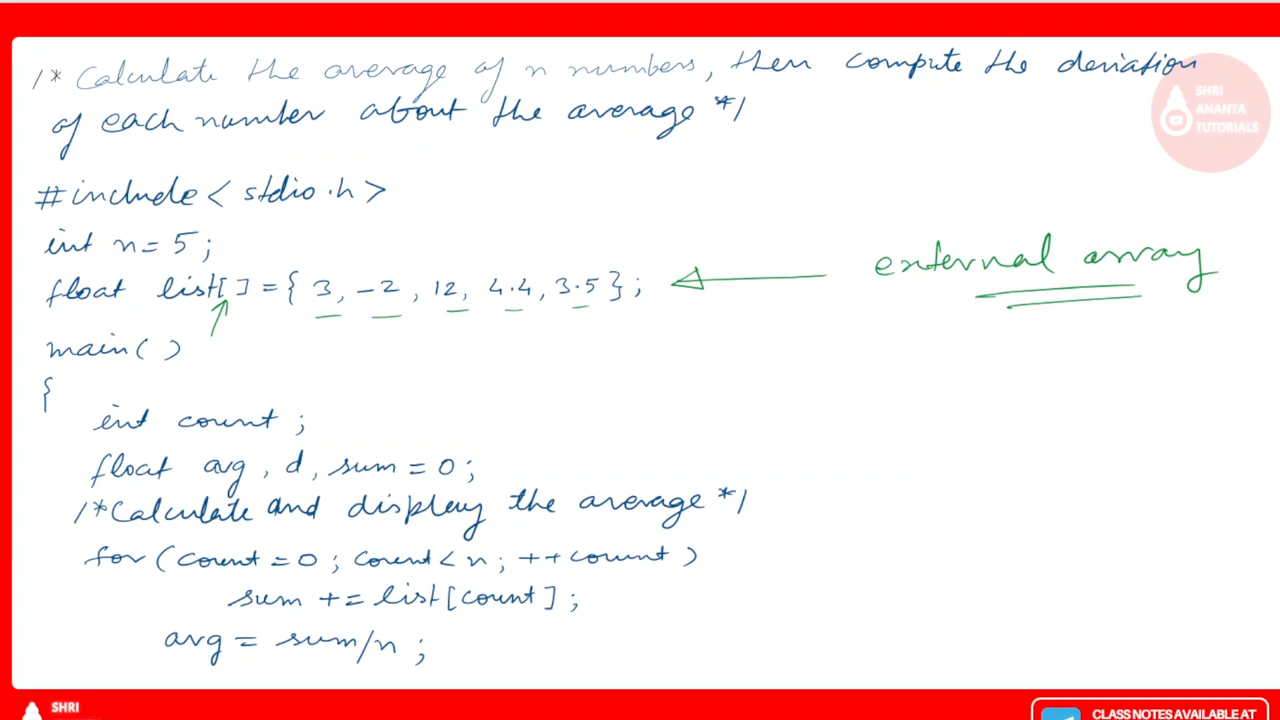 /* Calculate the average of n numbers, then compute the deviation
of each number about the average */
SHRI
ANANTA
TUTORIALS
#include < stdio.h >
int n = 5 ;
float list[ ] = { 3, -2 , 12, 4.4, 3.5 } ;
external array
main( )
{
int count ;
float avg , d , sum = 0 ;
/*Calculate and display the average */
for ( count = 0 ; count < n ; ++count )
sum += list [count] ;
avg = sum/n ;
SHRI
CLASS NOTES AVAILABLE AT